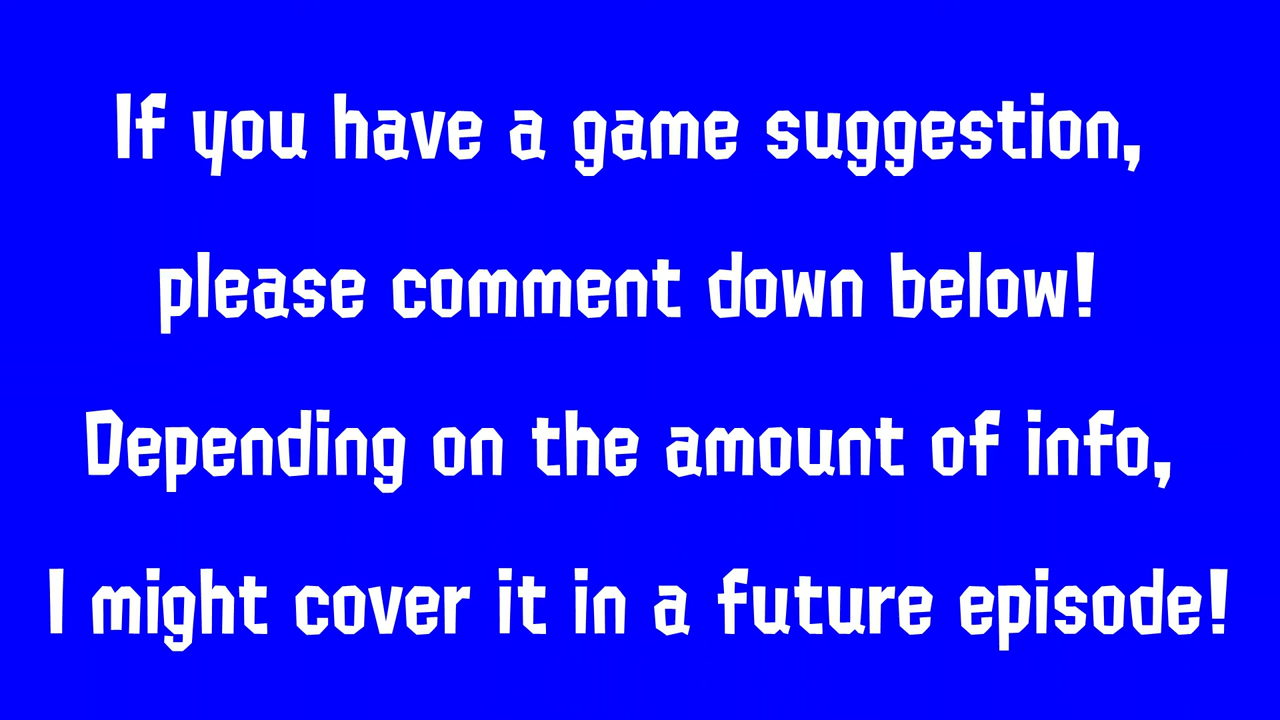 If you have a game suggestion,
please comment down below!
Depending on the amount of info,
I might cover it in a future episode!